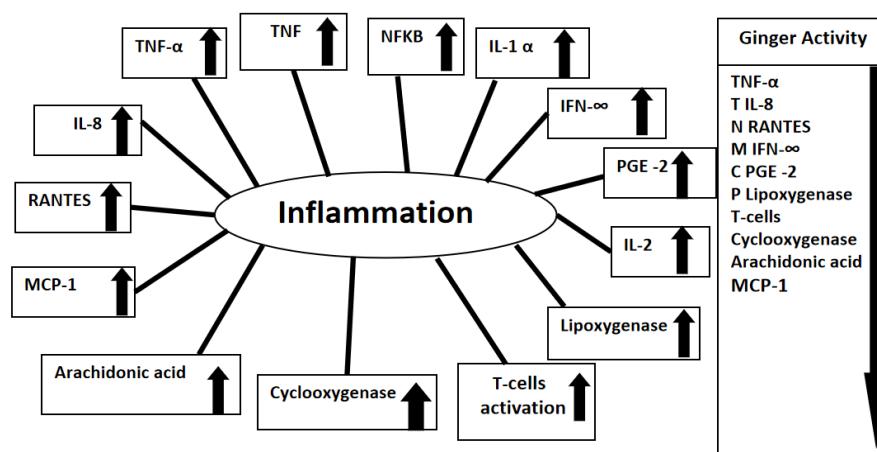 TNF-α
TNF
NFKB
IL-1 α
IL-8
IFN-∞
RANTES
PGE -2
Inflammation
MCP-1
IL-2
Arachidonic acid
Cyclooxygenase
T-cells
activation
Lipoxygenase
Ginger Activity
TNF-α
T IL-8
N RANTES
M IFN-∞
C PGE -2
P Lipoxygenase
T-cells
Cyclooxygenase
Arachidonic acid
MCP-1